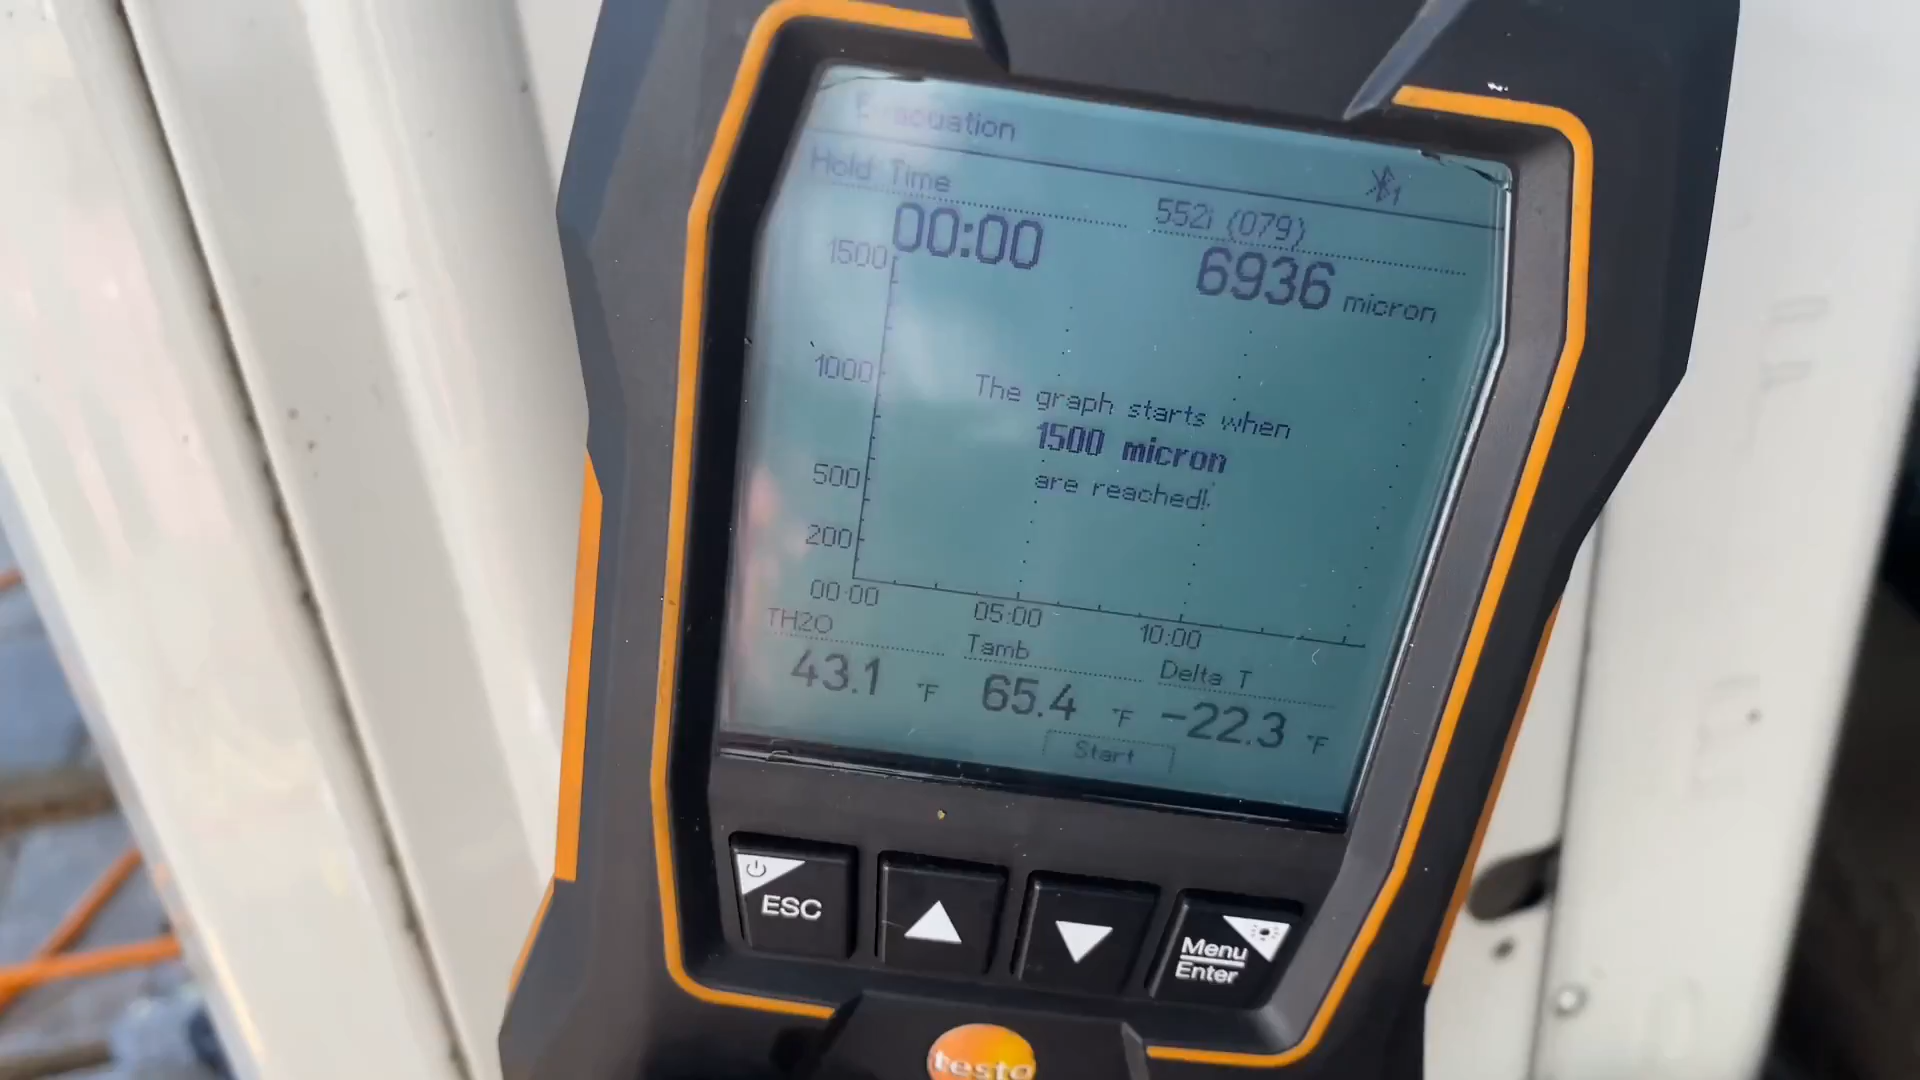 Evacuation
Hold Time
1
00:00
552i (079)
6936 micron
1500
1000
500
200
The graph starts when
1500 micron
are reached!
00:00
05:00
10:00
TH2O
Tamb
Delta T
43.1 °F
65.4 °F
-22.3 °F
Start
ESC
Menu
Enter
testo